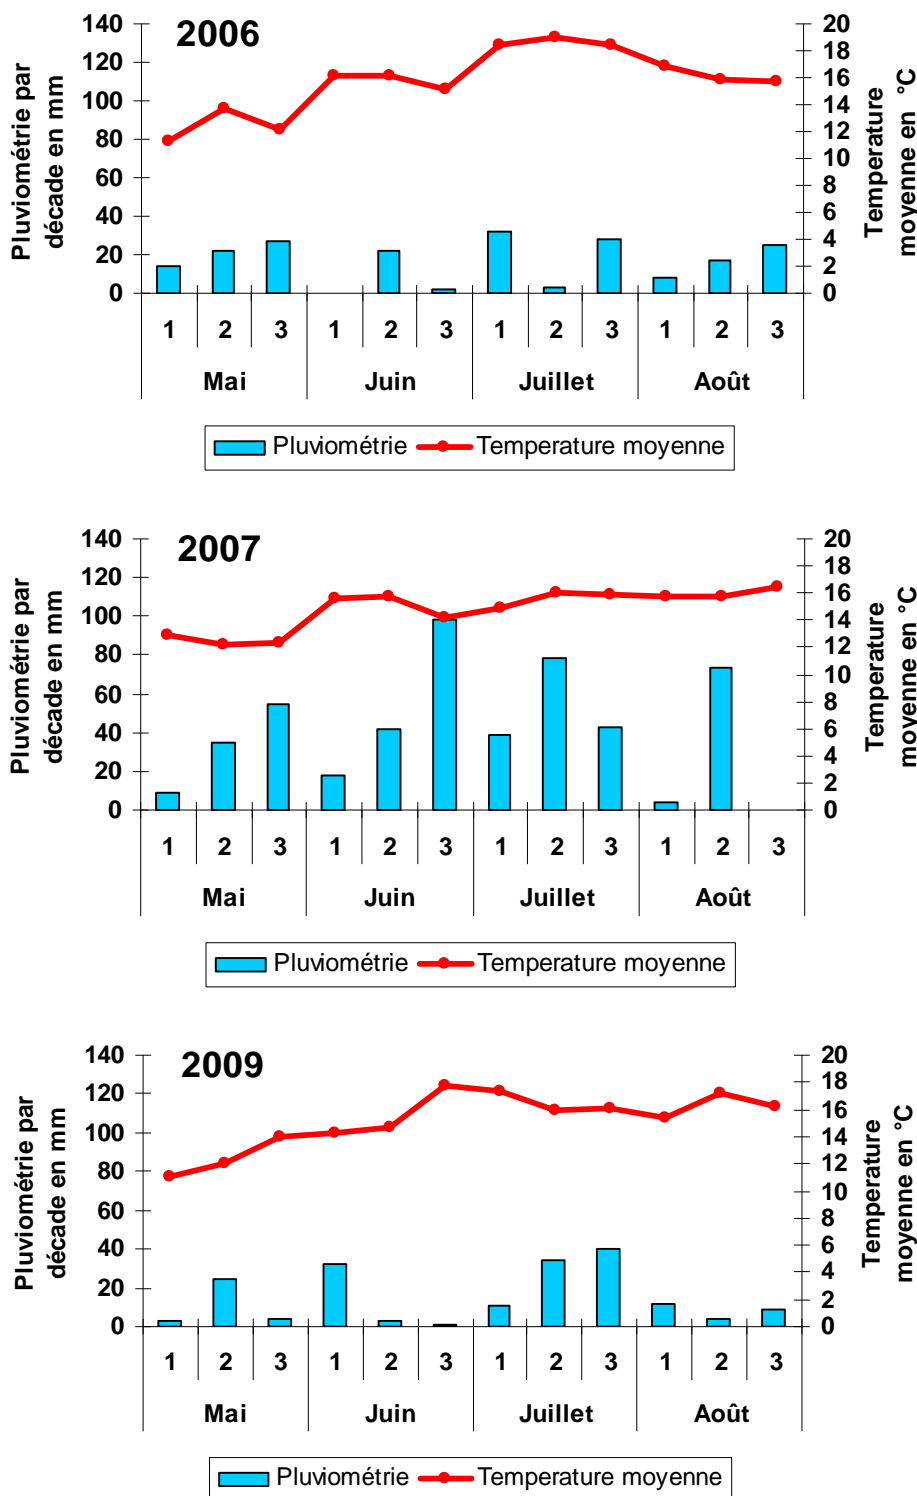 2006
Pluviométrie par
décade en mm
140
120
100
80
60
40
20
0
20
18
16
14
12
10
8
6
4
2
0
Temperature
moyenne en °C
1 2 3 1 2 3 1 2 3 1 2 3
Mai Juin Juillet Août
Pluviométrie Temperature moyenne
2007
Pluviométrie par
décade en mm
140
120
100
80
60
40
20
0
20
18
16
14
12
10
8
6
4
2
0
Temperature
moyenne en °C
1 2 3 1 2 3 1 2 3 1 2 3
Mai Juin Juillet Août
Pluviométrie Temperature moyenne
2009
Pluviométrie par
décade en mm
140
120
100
80
60
40
20
0
20
18
16
14
12
10
8
6
4
2
0
Temperature
moyenne en °C
1 2 3 1 2 3 1 2 3 1 2 3
Mai Juin Juillet Août
Pluviométrie Temperature moyenne